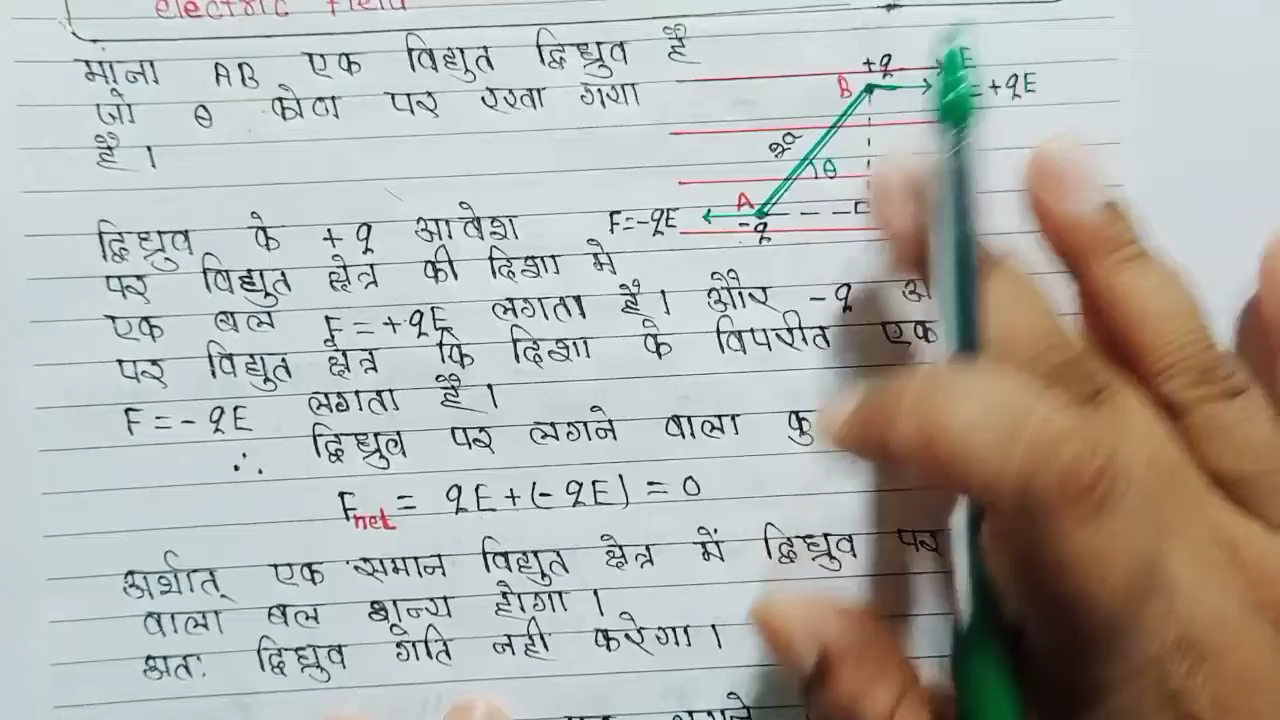 electric field
माना AB एक विद्युत द्विध्रुव है
जो θ कोण पर रखा गया
है।
+q
B
E
= +qE
2a
θ
A
-q
F=-qE
द्विध्रुव के +q आवेश
पर विद्युत क्षेत्र की दिशा मे
एक बल F=+qE लगता है। और -q
पर विद्युत क्षेत्र कि दिशा के विपरीत एक
F=-qE लगता है।
∴ द्विध्रुव पर लगने वाला
Fnet = qE+(-qE) = 0
अर्थात् एक समान विद्युत क्षेत्र में द्विध्रुव पर
वाला बल शून्य होगा।
अतः द्विध्रुव गति नही करेगा।